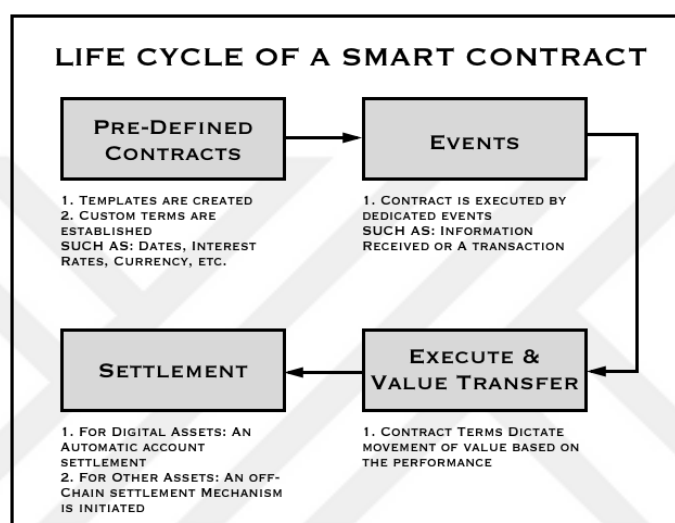 LIFE CYCLE OF A SMART CONTRACT
PRE-DEFINED
CONTRACTS
1. TEMPLATES ARE CREATED
2. CUSTOM TERMS ARE
ESTABLISHED
SUCH AS: DATES, INTEREST
RATES, CURRENCY, ETC.
EVENTS
1. CONTRACT IS EXECUTED BY
DEDICATED EVENTS
SUCH AS: INFORMATION
RECEIVED OR A TRANSACTION
EXECUTE &
VALUE TRANSFER
1. CONTRACT TERMS DICTATE
MOVEMENT OF VALUE BASED ON
THE PERFORMANCE
SETTLEMENT
1. FOR DIGITAL ASSETS: AN
AUTOMATIC ACCOUNT
SETTLEMENT
2. FOR OTHER ASSETS: AN OFF-
CHAIN SETTLEMENT MECHANISM
IS INITIATED